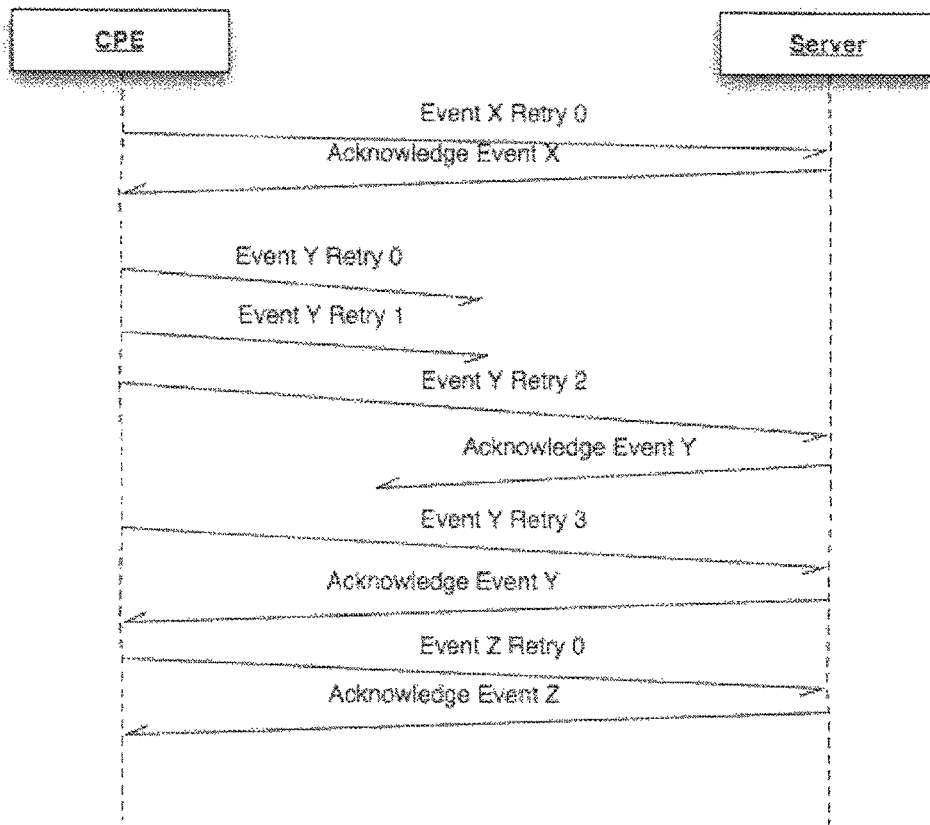 CPE
Server
Event X Retry 0
Acknowledge Event X
Event Y Retry 0
Event Y Retry 1
Event Y Retry 2
Acknowledge Event Y
Event Y Retry 3
Acknowledge Event Y
Event Z Retry 0
Acknowledge Event Z